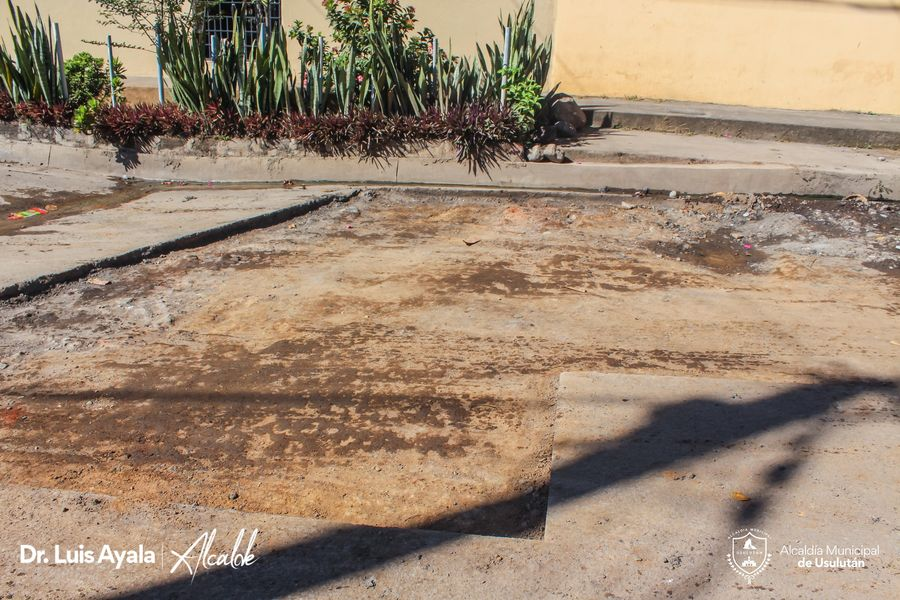 Dr. Luis Ayala | Alcalde
Alcaldía Municipal
de Usulután